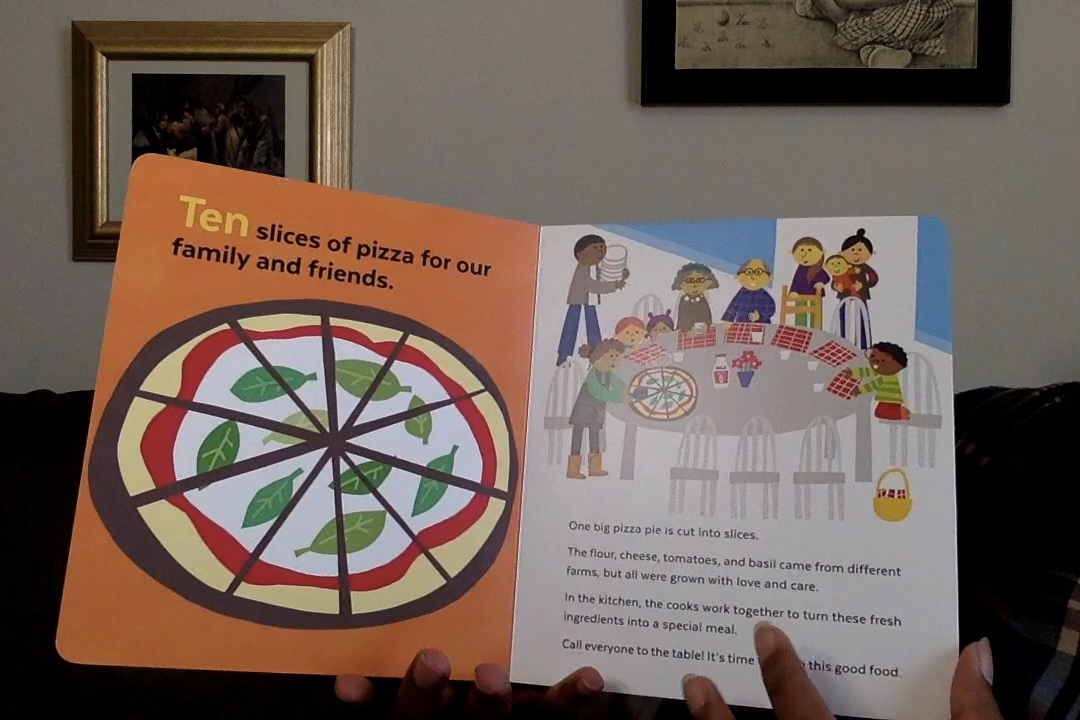 Ten slices of pizza for our
family and friends.
One big pizza pie is cut into slices.
The flour, cheese, tomatoes, and basil came from different
farms, but all were grown with love and care.
In the kitchen, the cooks work together to turn these fresh
ingredients into a special meal.
Call everyone to the table! It's time this good food.